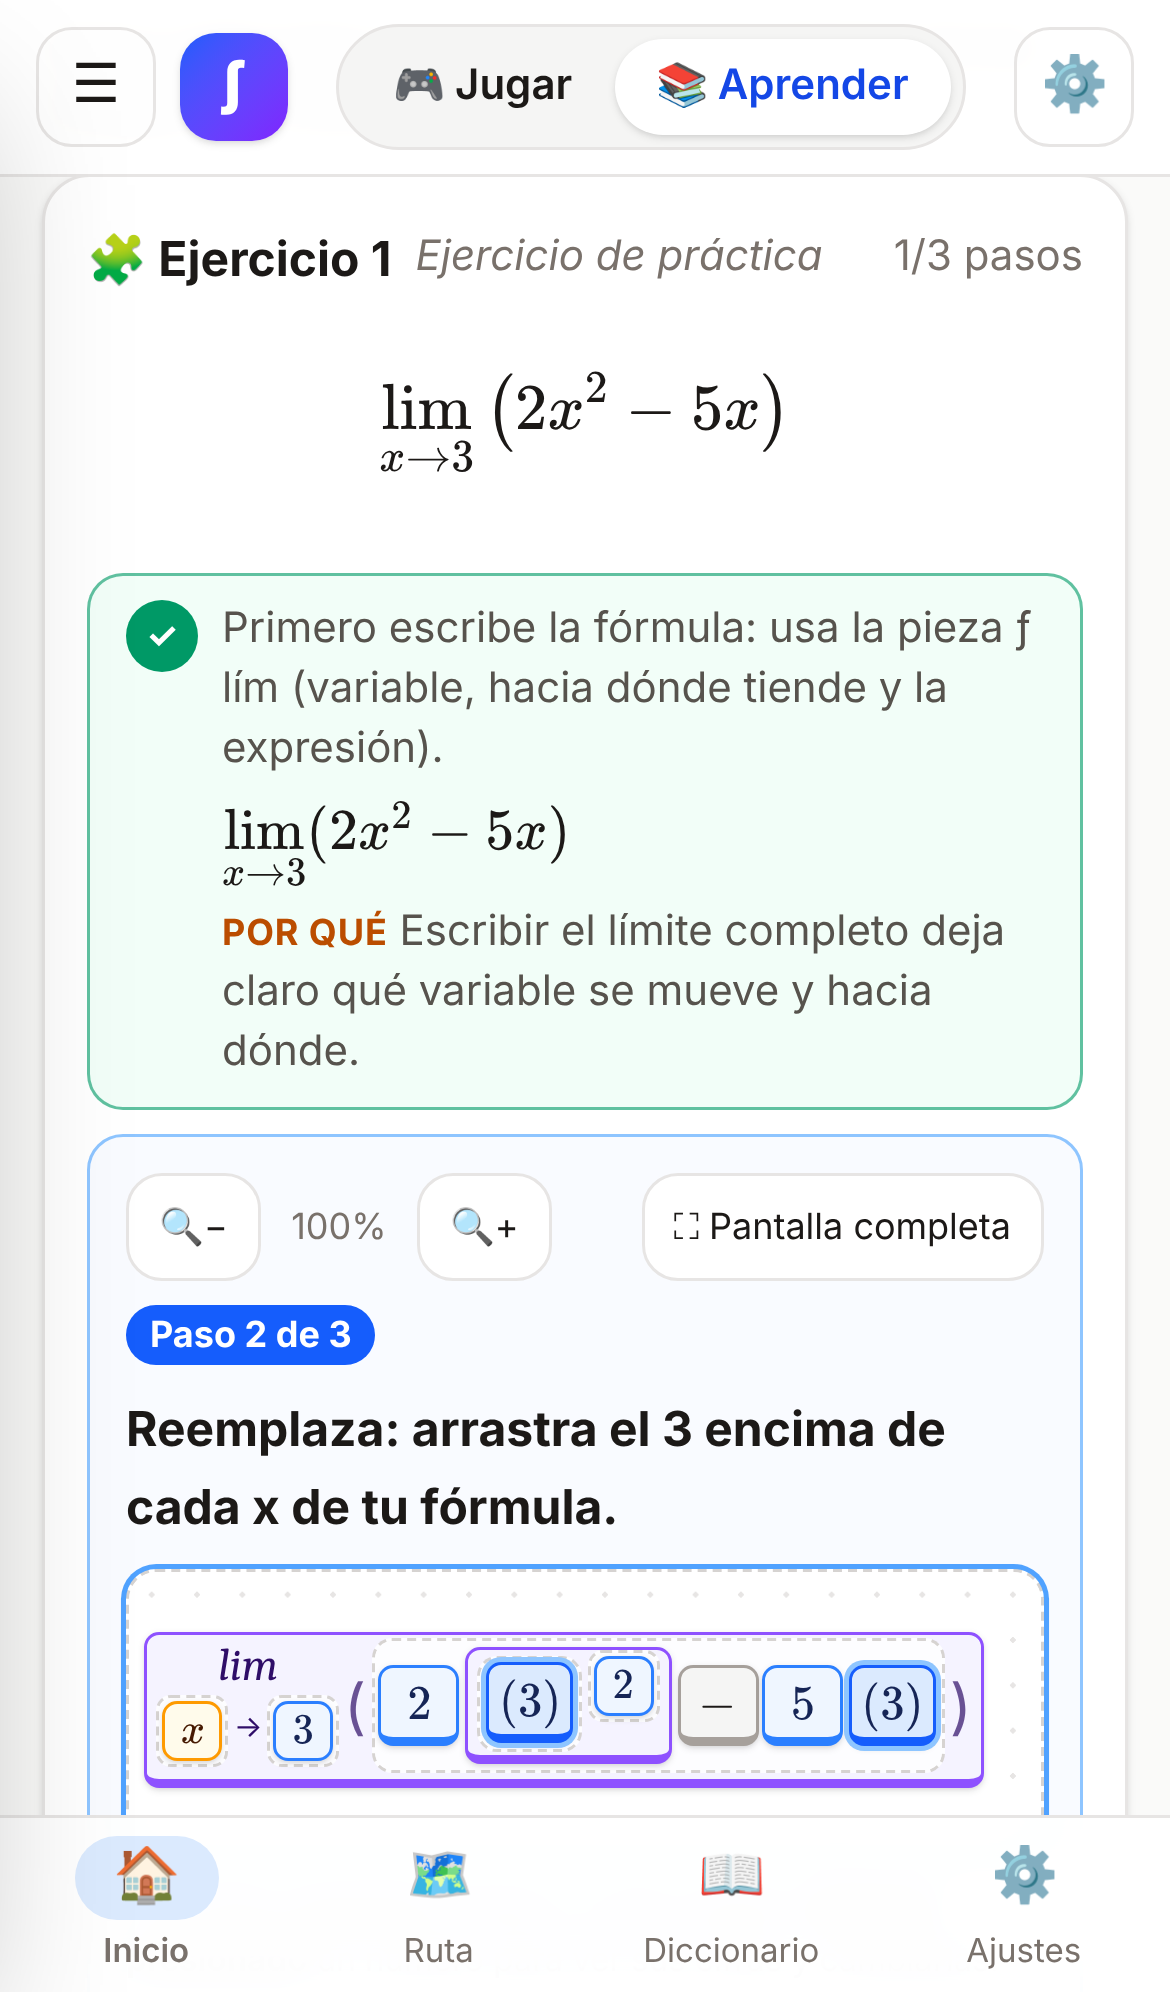 ☰ ∫ 🎮 Jugar 📚 Aprender ⚙️
🧩 Ejercicio 1 Ejercicio de práctica 1/3 pasos
lim (2x² − 5x)
x→3
✓ Primero escribe la fórmula: usa la pieza ƒ
lím (variable, hacia dónde tiende y la
expresión).
lim(2x² − 5x)
x→3
POR QUÉ Escribir el límite completo deja
claro qué variable se mueve y hacia
dónde.
🔍− 100% 🔍+ ⛶ Pantalla completa
Paso 2 de 3
Reemplaza: arrastra el 3 encima de
cada x de tu fórmula.
lim
x → 3 ( 2 (3) 2 − 5 (3) )
Inicio Ruta Diccionario Ajustes